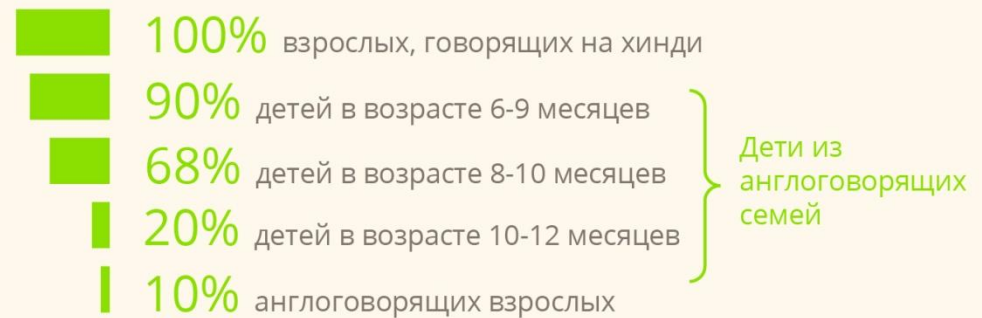 100% взрослых, говорящих на хинди
90% детей в возрасте 6-9 месяцев
68% детей в возрасте 8-10 месяцев
20% детей в возрасте 10-12 месяцев
10% англоговорящих взрослых
Дети из
англоговорящих
семей